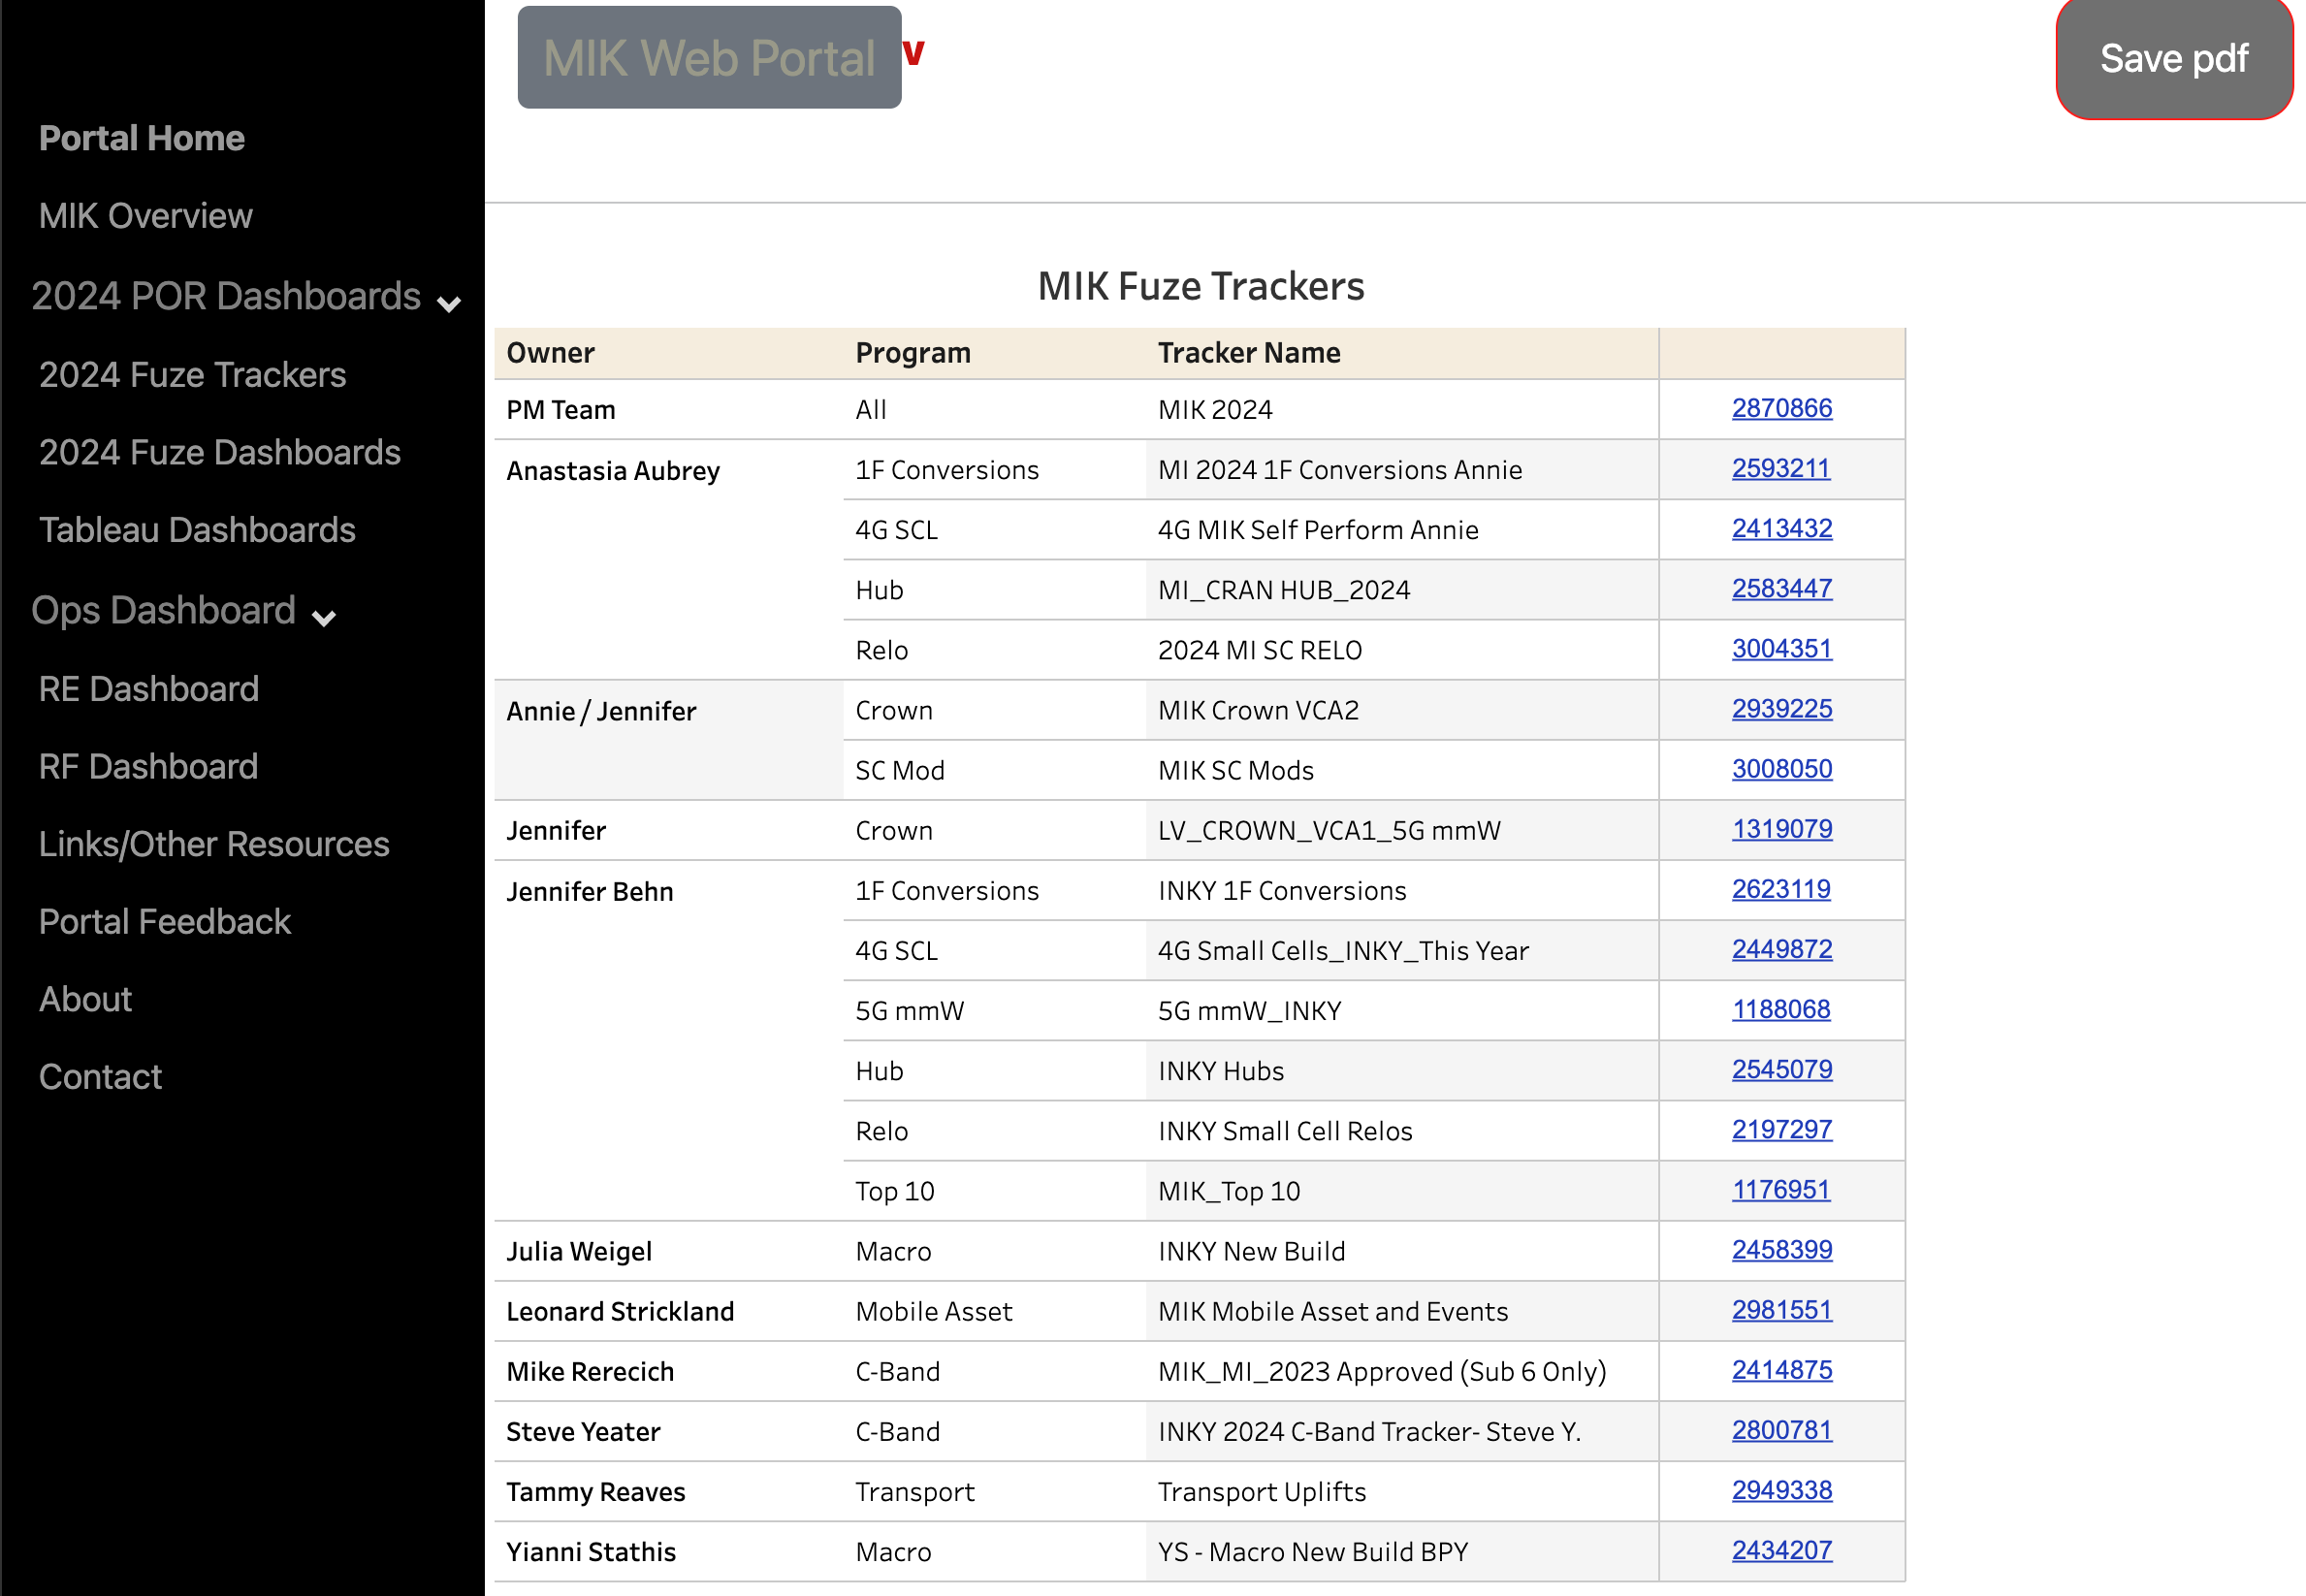 MIK Web Portal v
Save pdf
Portal Home
MIK Overview
2024 POR Dashboards
2024 Fuze Trackers
2024 Fuze Dashboards
Tableau Dashboards
Ops Dashboard
RE Dashboard
RF Dashboard
Links/Other Resources
Portal Feedback
About
Contact
MIK Fuze Trackers
Owner Program Tracker Name
PM Team All MIK 2024 2870866
Anastasia Aubrey 1F Conversions MI 2024 1F Conversions Annie 2593211
4G SCL 4G MIK Self Perform Annie 2413432
Hub MI_CRAN HUB_2024 2583447
Relo 2024 MI SC RELO 3004351
Annie / Jennifer Crown MIK Crown VCA2 2939225
SC Mod MIK SC Mods 3008050
Jennifer Crown LV_CROWN_VCA1_5G mmW 1319079
Jennifer Behn 1F Conversions INKY 1F Conversions 2623119
4G SCL 4G Small Cells_INKY_This Year 2449872
5G mmW 5G mmW_INKY 1188068
Hub INKY Hubs 2545079
Relo INKY Small Cell Relos 2197297
Top 10 MIK_Top 10 1176951
Julia Weigel Macro INKY New Build 2458399
Leonard Strickland Mobile Asset MIK Mobile Asset and Events 2981551
Mike Rerecich C-Band MIK_MI_2023 Approved (Sub 6 Only) 2414875
Steve Yeater C-Band INKY 2024 C-Band Tracker- Steve Y. 2800781
Tammy Reaves Transport Transport Uplifts 2949338
Yianni Stathis Macro YS - Macro New Build BPY 2434207